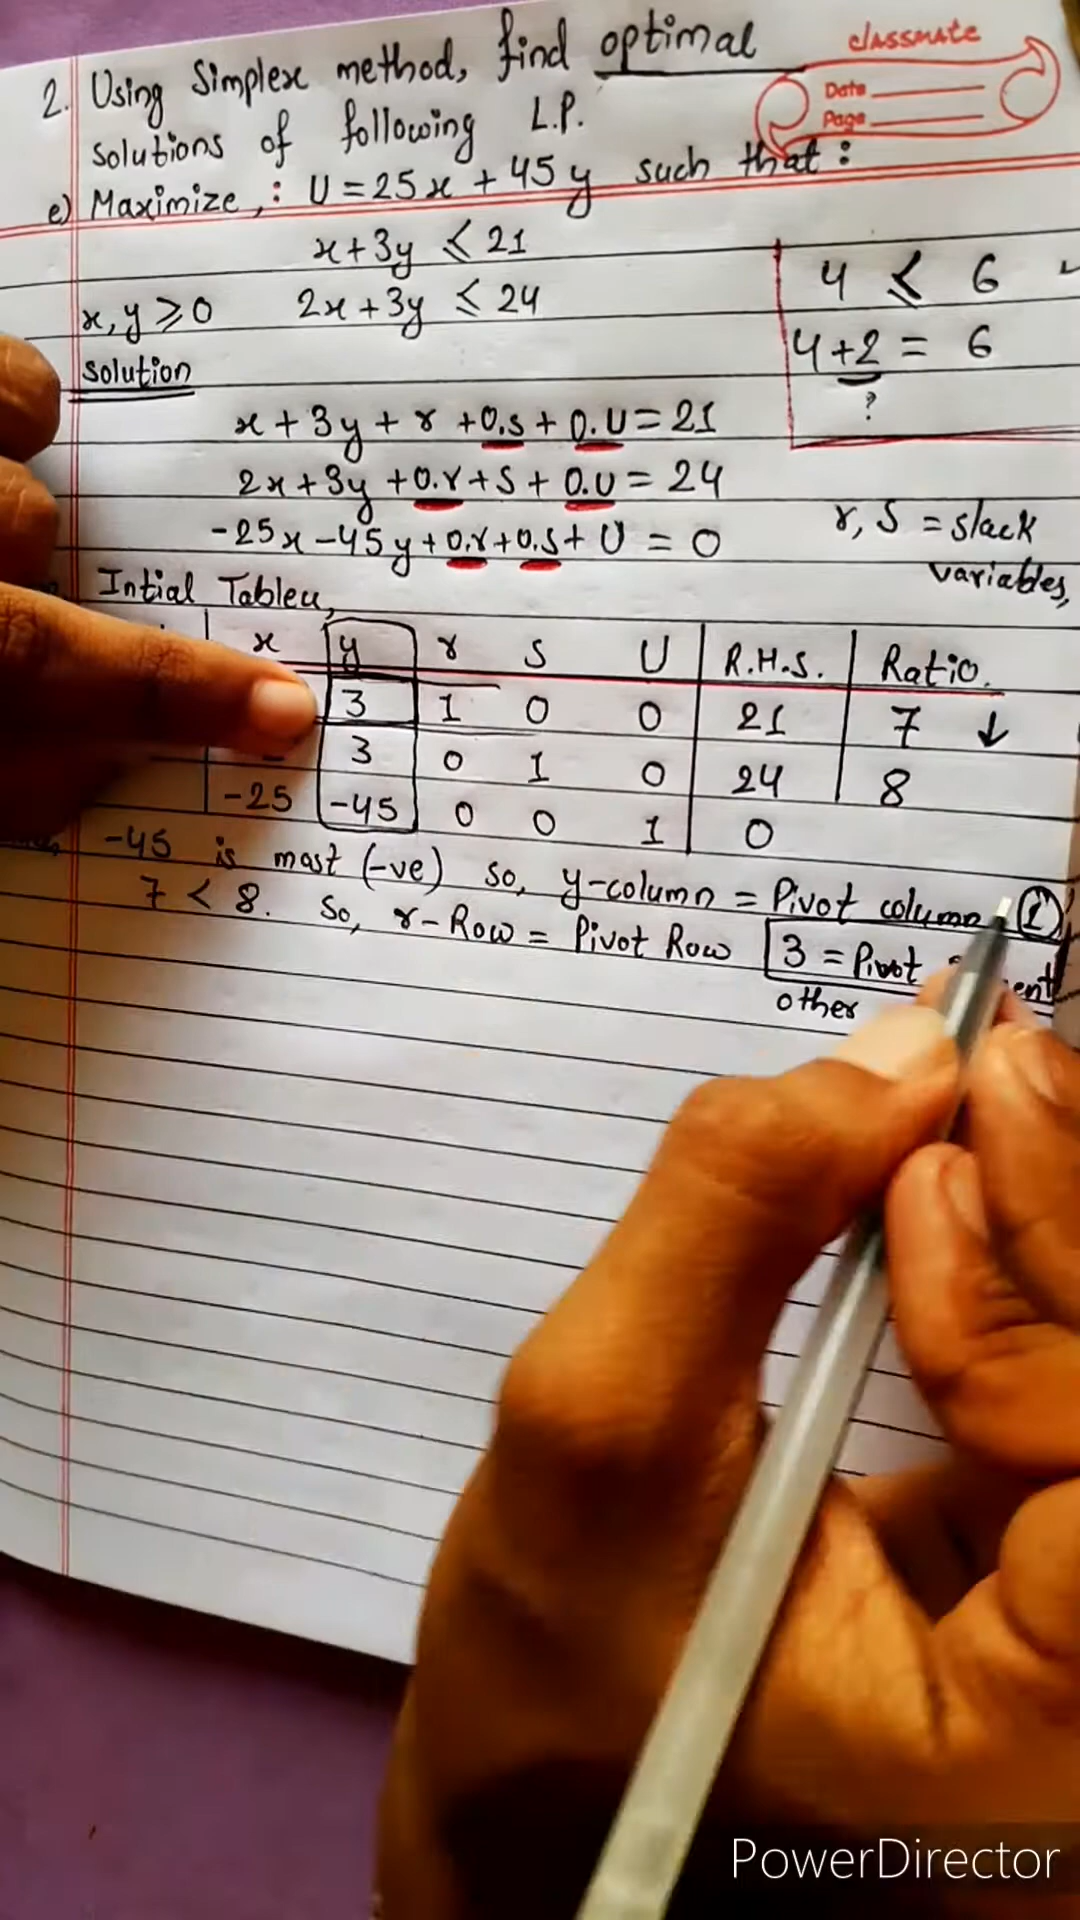 classmate
Date
Page
2. Using Simplex method, find optimal
solutions of following L.P.
e) Maximize,: U = 25x + 45y such that :
x+3y ≤ 21
x, y ≥ 0 2x+3y ≤ 24
4 ≤ 6
4+2 = 6
?
solution
x + 3y + r + 0.s + 0.U = 21
2x + 3y + 0.r + s + 0.U = 24
-25x - 45y + 0.r + 0.s + U = 0
r, s = slack
variables,
Intial Tableu,
x y r s U R.H.S. Ratio.
3 1 0 0 21 7 ↓
3 0 1 0 24 8
-25 -45 0 0 1 0
-45 is most (-ve) so, y-column = Pivot column 1
7 < 8. So, r-Row = Pivot Row 3 = Pivot
other
PowerDirector